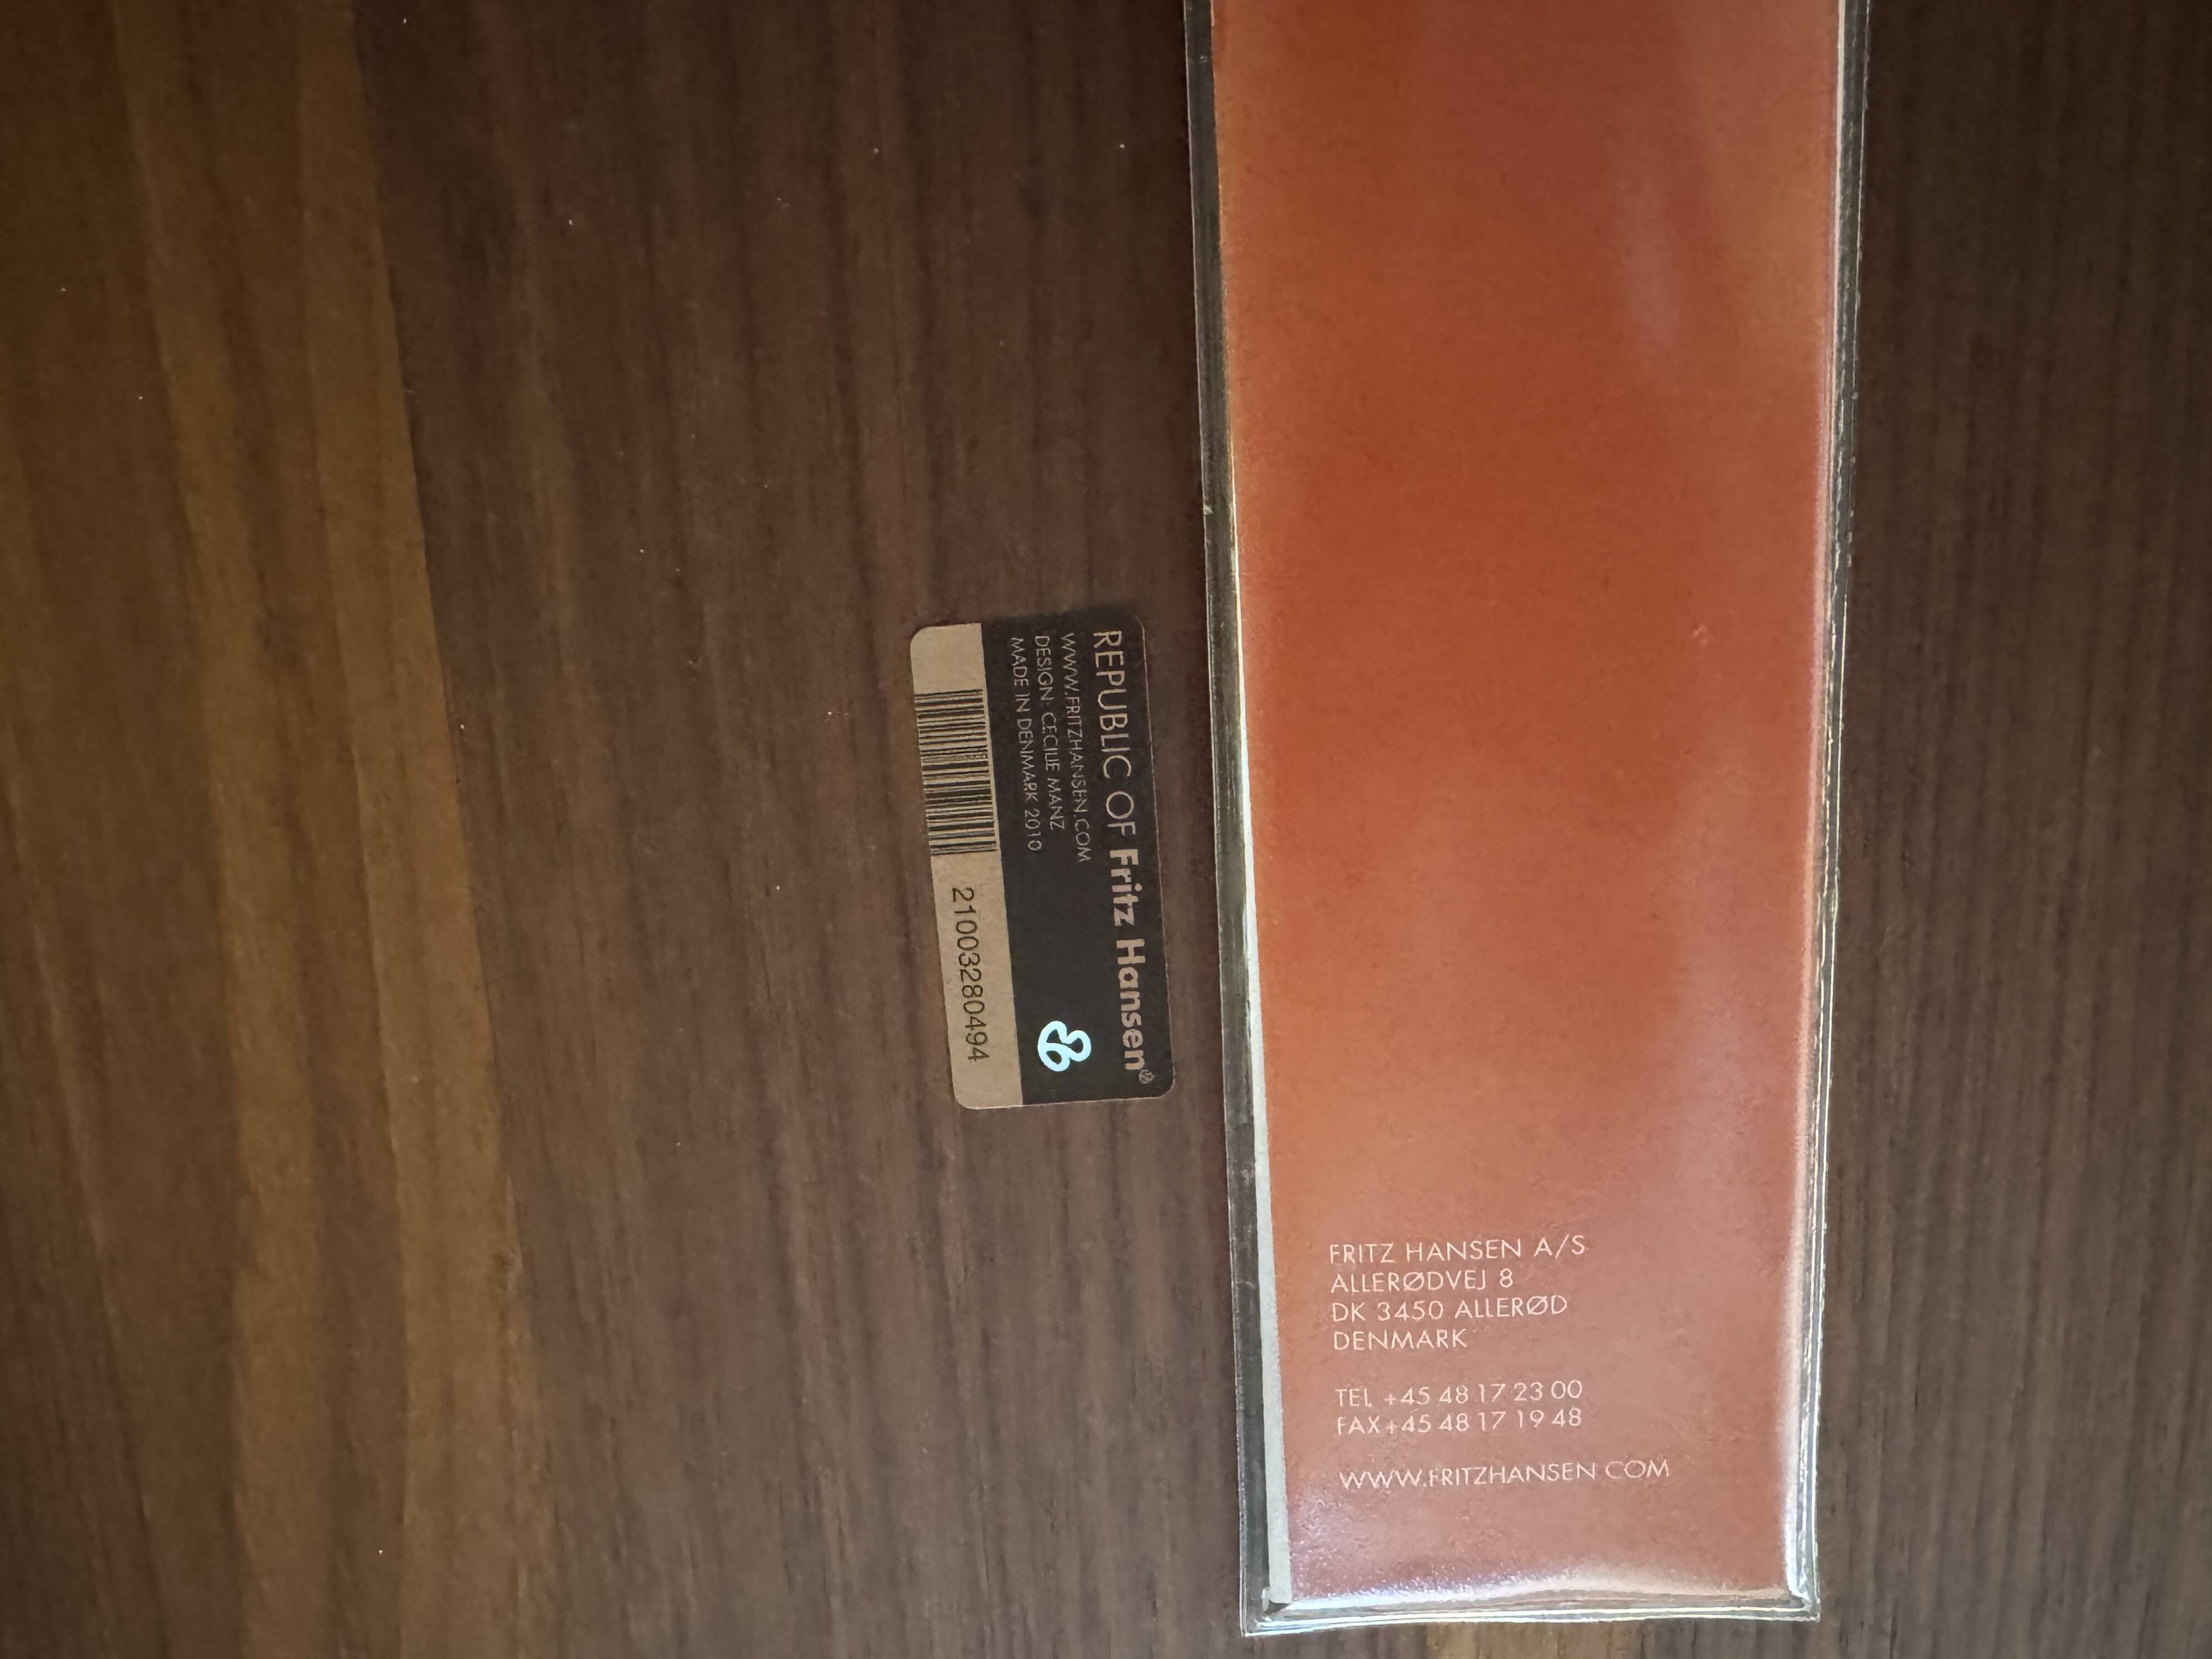 REPUBLIC OF Fritz Hansen®
WWW.FRITZHANSEN.COM
DESIGN: CECILIE MANZ
MADE IN DENMARK 2010
21003280494
FRITZ HANSEN A/S
ALLERØDVEJ 8
DK 3450 ALLERØD
DENMARK
TEL +45 48 17 23 00
FAX +45 48 17 19 48
WWW.FRITZHANSEN.COM